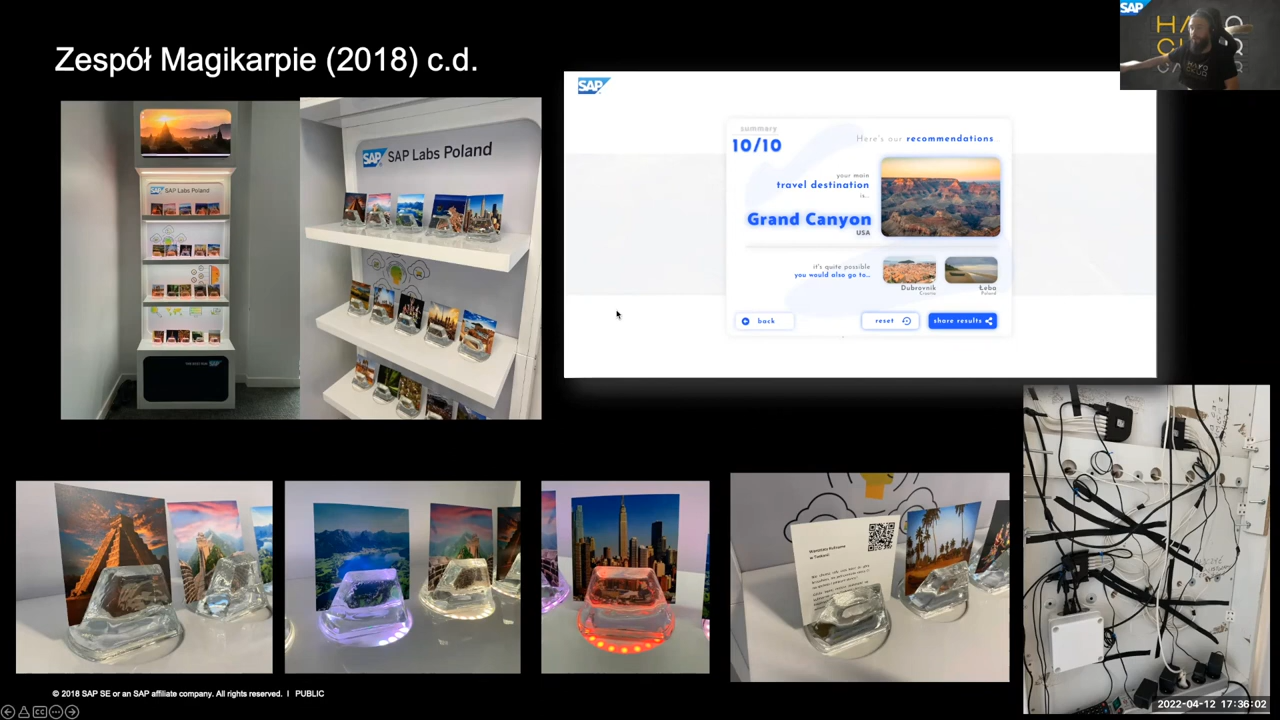 Zespół Magikarpie (2018) c.d.
SAP
SAP Labs Poland
SAP
SAP Labs Poland
SAP
summary
10/10
Here's our recommendations
your main
travel destination
is...
Grand Canyon
USA
it's quite possible
you would also go to...
Dubrovnik
Croatia
Łeba
Poland
back
reset
share results
SAP
© 2018 SAP SE or an SAP affiliate company. All rights reserved. I PUBLIC
CC
2022-04-12 17:36:02